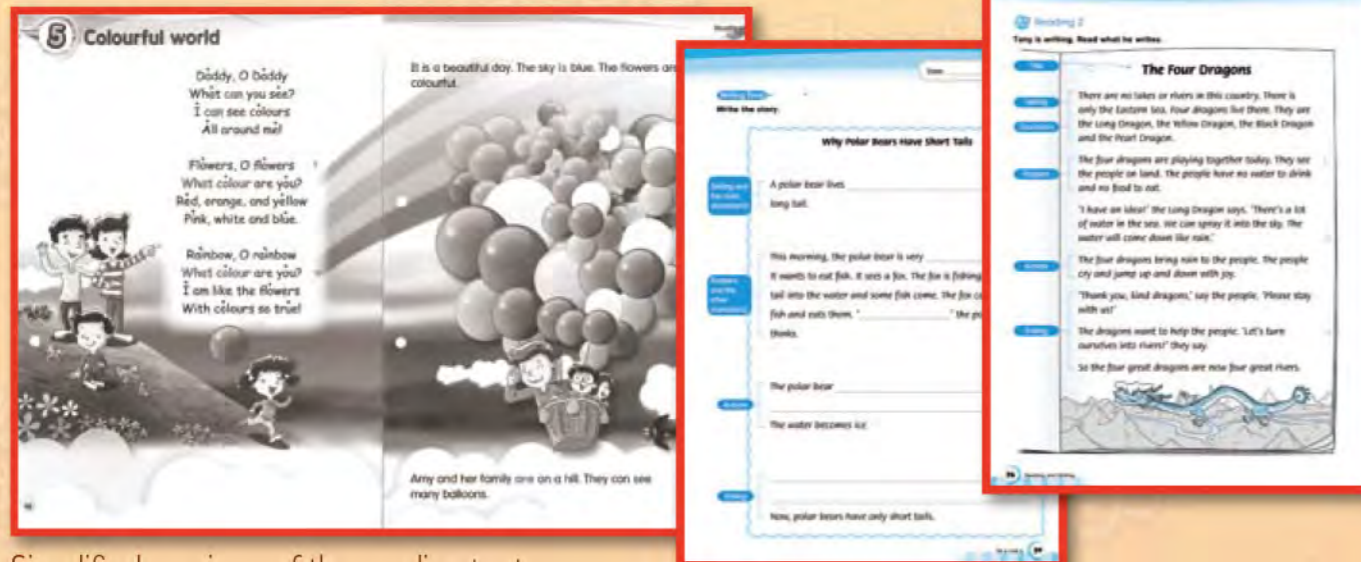 5 Colourful world
Daddy, O Daddy
What can you see?
I can see colours
All around me!
Flowers, O flowers
What colour are you?
Red, orange, and yellow
Pink, white and blue.
Rainbow, O rainbow
What colour are you?
I am like the flowers
With colours so true!
It is a beautiful day. The sky is blue. The flowers are
colourful.
Amy and her family are on a hill. They can see
many balloons.
Write the story.
Why Polar Bears Have Short Tails
A polar bear lives
long tail.
This morning, the polar bear is very
It wants to eat fish. It sees a fox. The fox is fishing
tail into the water and some fish come. The fox
fish and eats them. " " the
thinks.
The polar bear
The water becomes ice
Ending
Now, polar bears have only short tails.
Reading 2
Tony is writing. Read what he writes.
Title
The Four Dragons
There are no lakes or rivers in this country. There is
only the Eastern Sea. Four dragons live there. They are
the Long Dragon, the Yellow Dragon, the Black Dragon
and the Pearl Dragon.
The four dragons are playing together today. They see
the people on land. The people have no water to drink
and no food to eat.
'I have an idea!' the Long Dragon says. 'There's a lot
of water in the sea. We can spray it into the sky. The
water will come down like rain.'
The four dragons bring rain to the people. The people
cry and jump up and down with joy.
'Thank you, kind dragons,' say the people. 'Please stay
with us!'
Ending
The dragons want to help the people. 'Let's turn
ourselves into rivers!' they say.
So the four great dragons are now four great rivers.